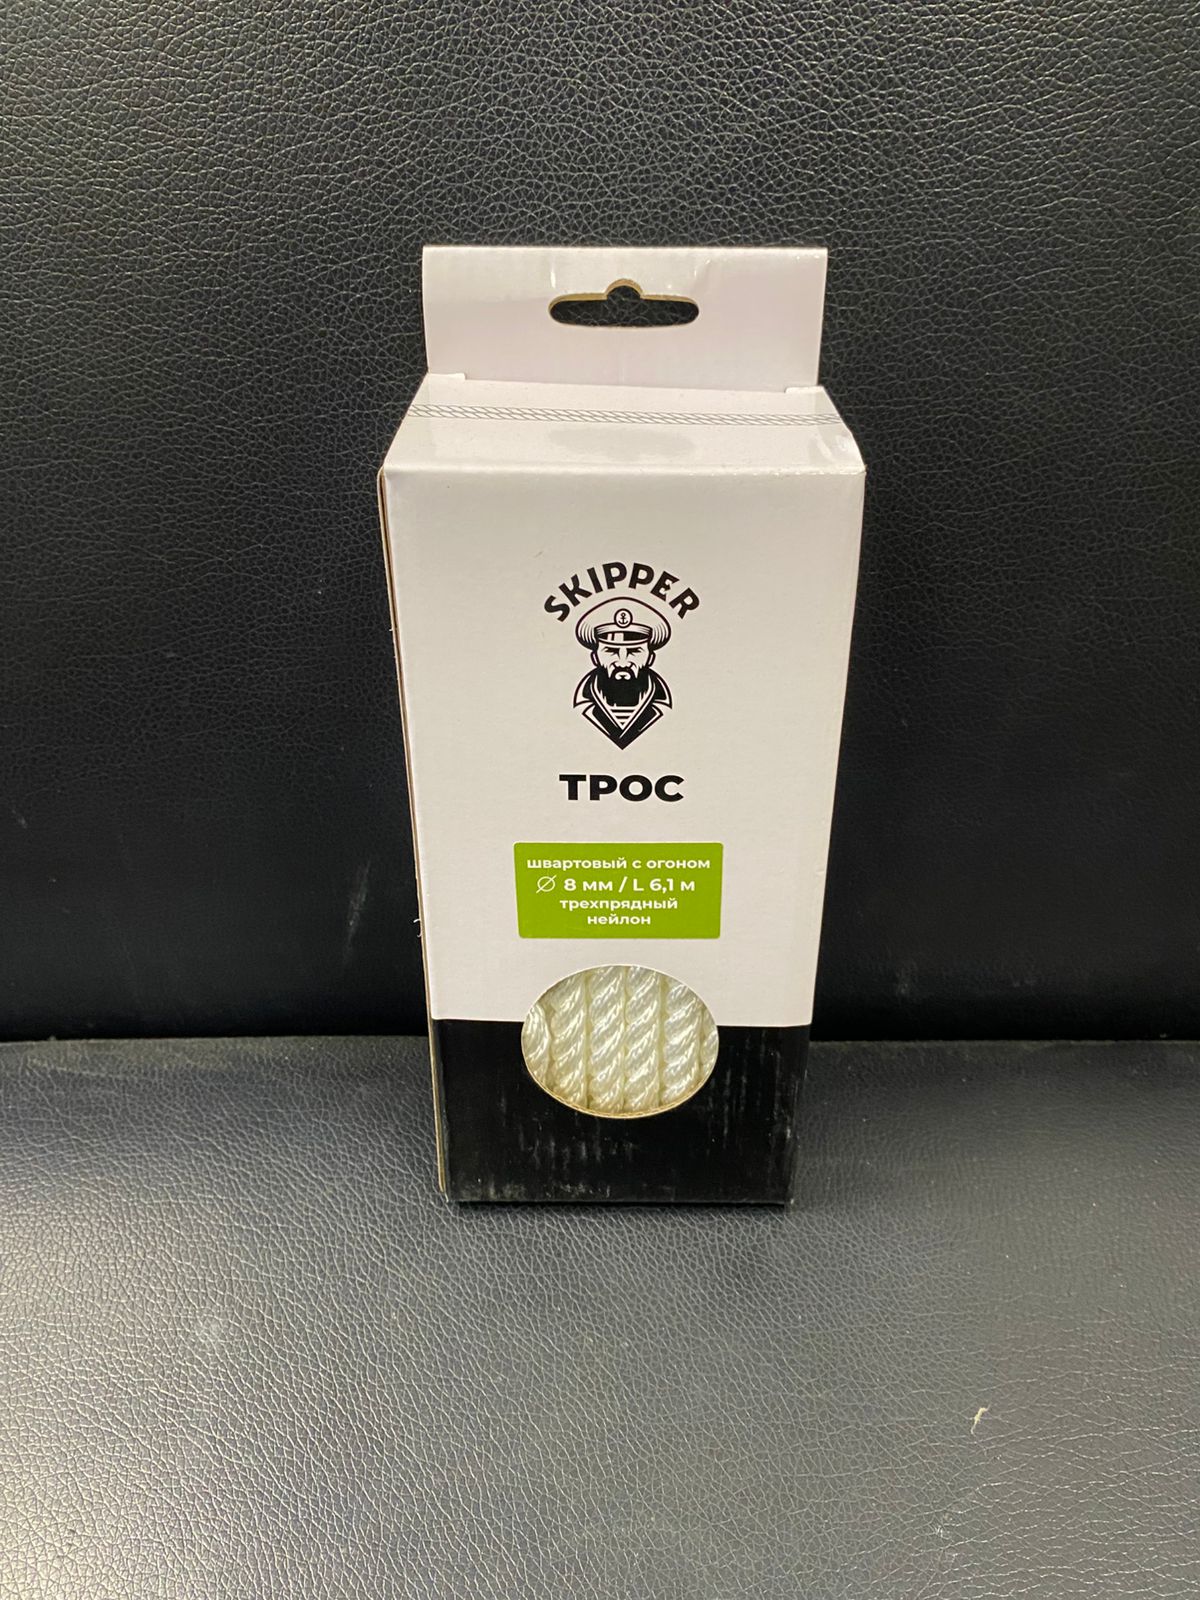 SKIPPER
ТРОС
швартовый с огоном
∅ 8 мм / L 6,1 м
трехпрядный
нейлон